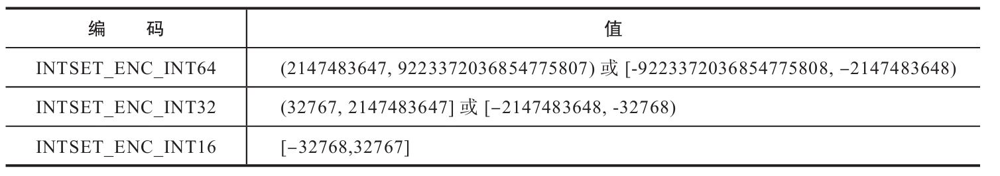 编 码 值
INTSET_ENC_INT64 (2147483647, 9223372036854775807) 或 [-9223372036854775808, –2147483648)
INTSET_ENC_INT32 (32767, 2147483647] 或 [–2147483648, -32768)
INTSET_ENC_INT16 [–32768,32767]